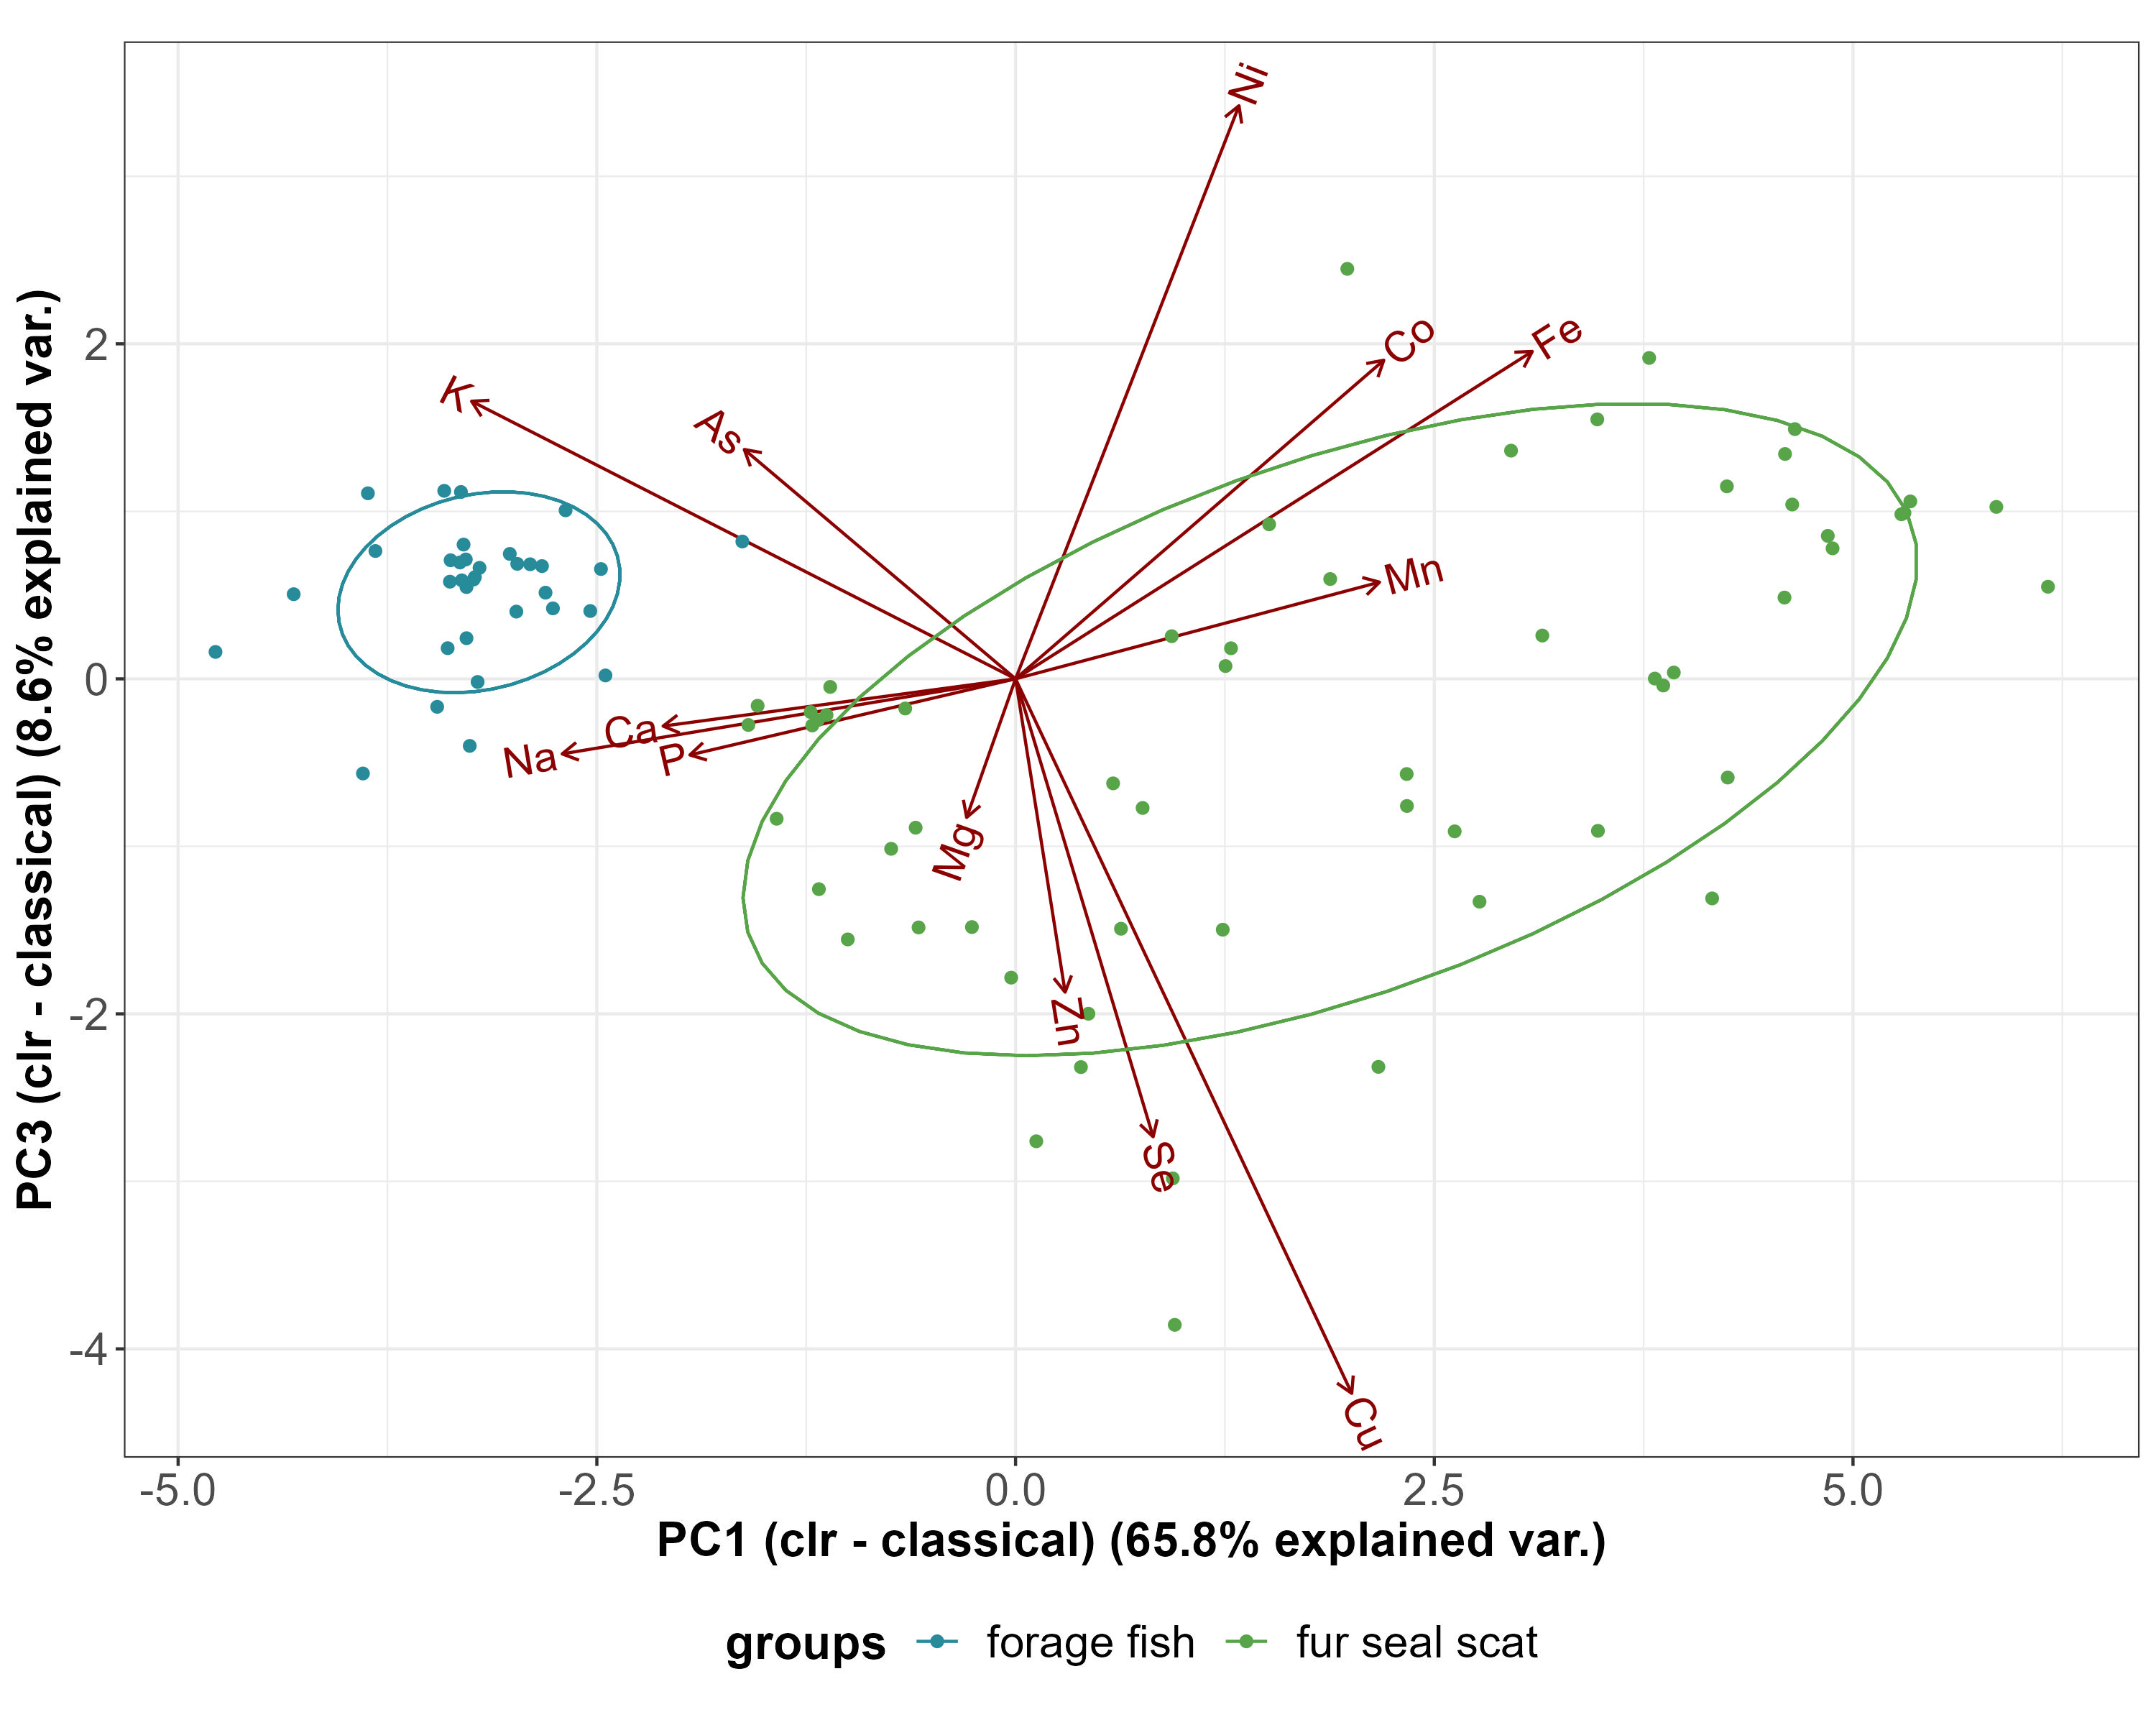 Ni
Co
Fe
K
As
Mn
Ca
Na
P
Mg
Zn
Se
Cu
2
0
-2
-4
PC3 (clr - classical) (8.6% explained var.)
-5.0
-2.5
0.0
2.5
5.0
PC1 (clr - classical) (65.8% explained var.)
groups forage fish fur seal scat